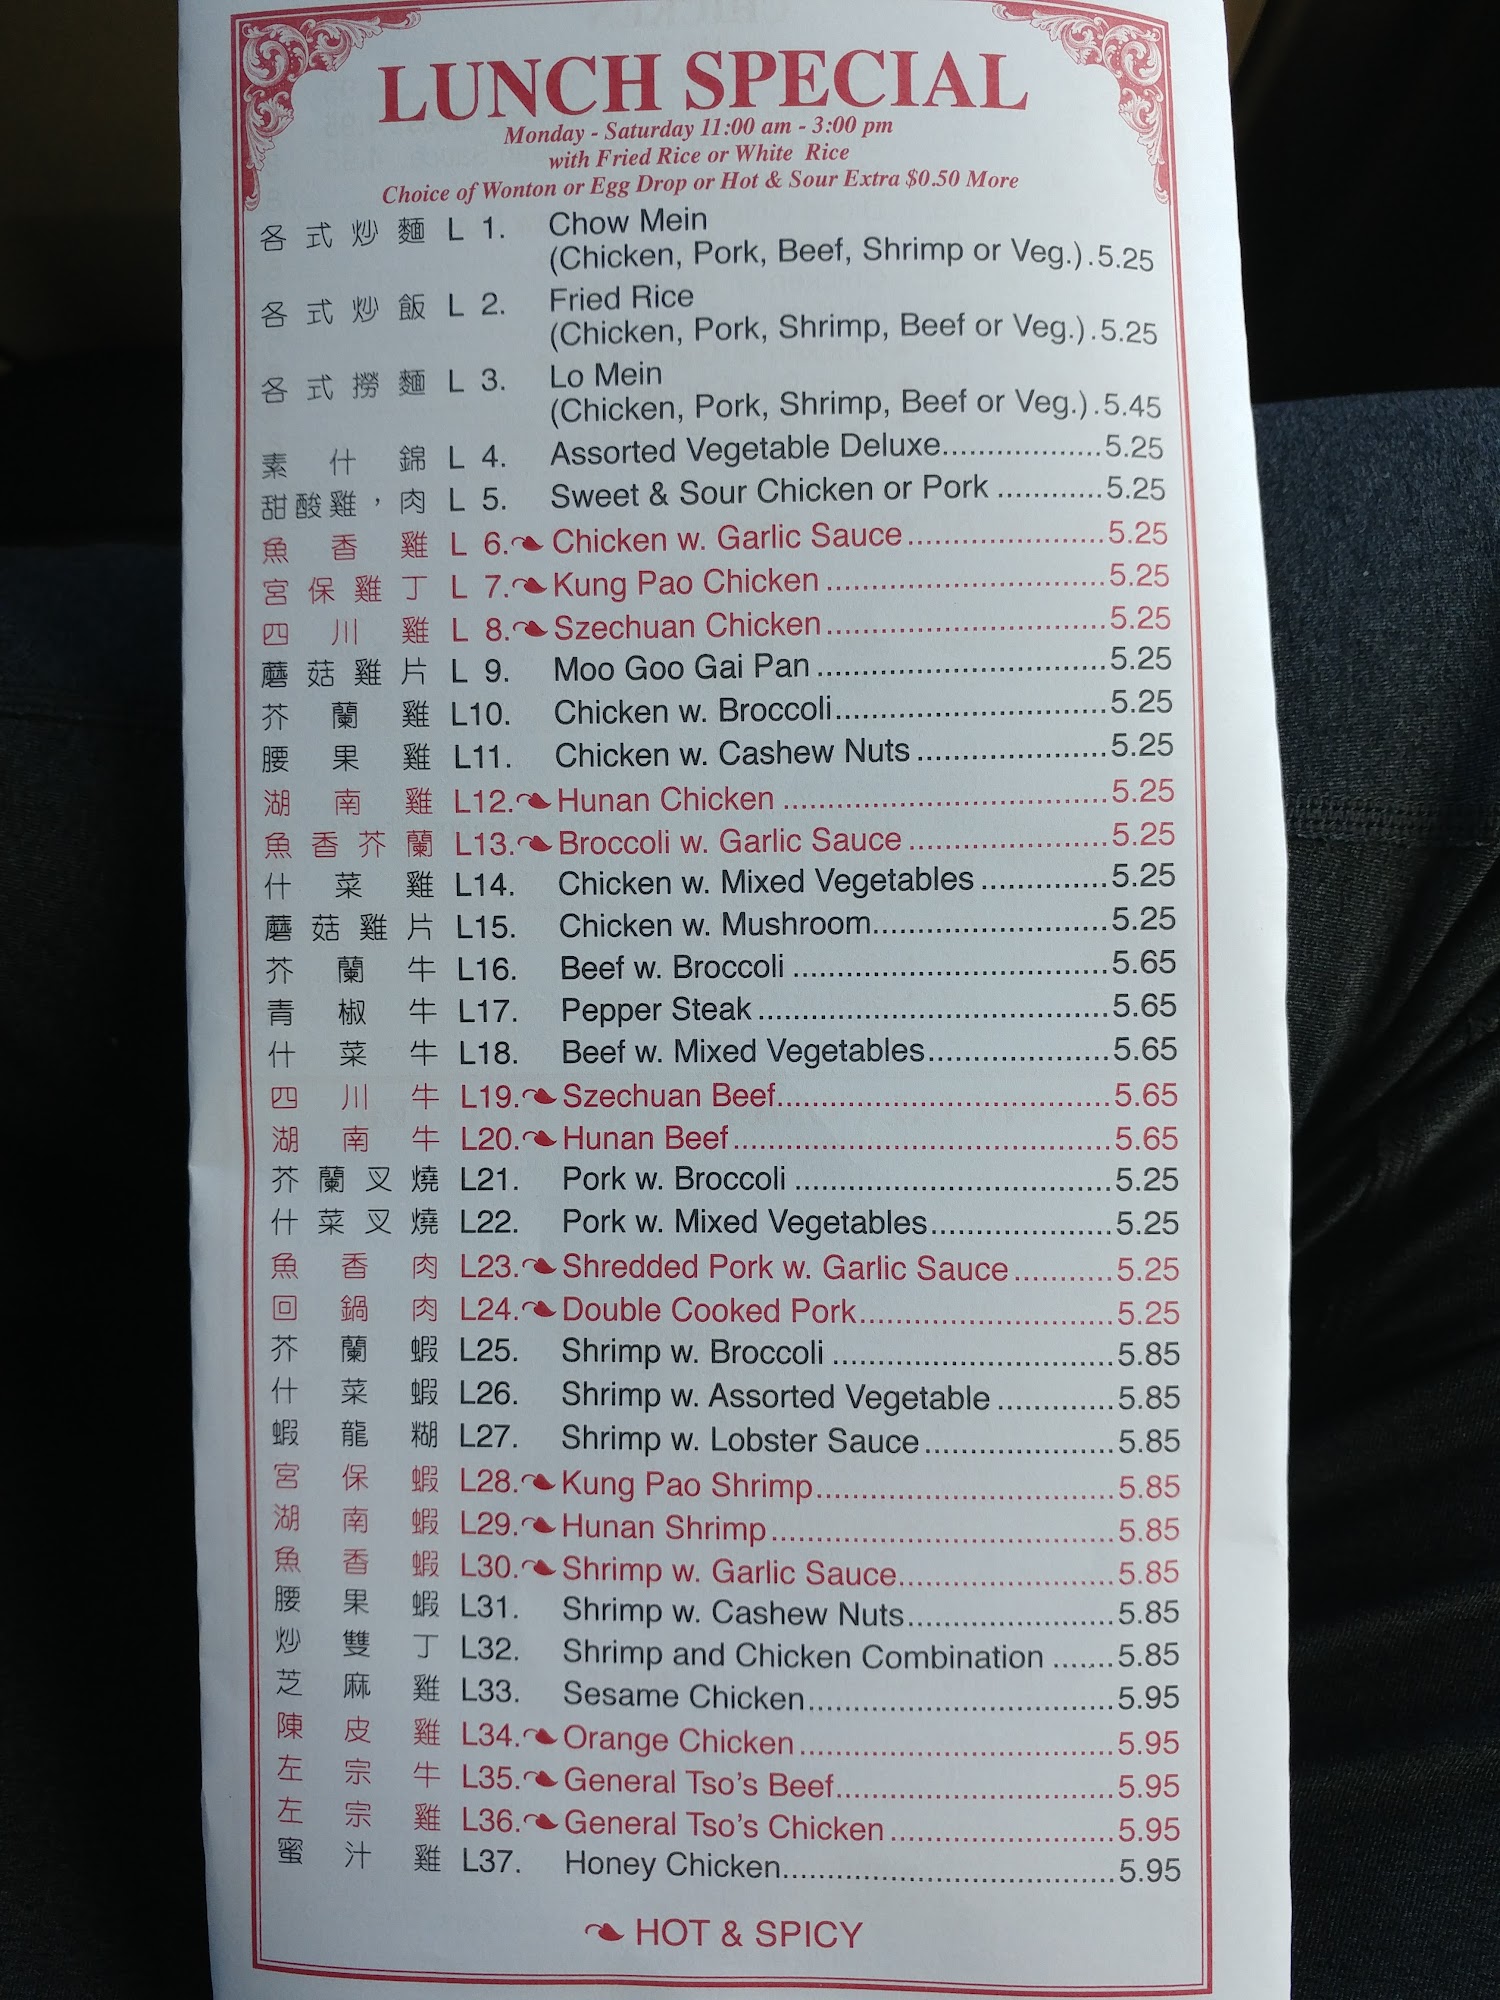 LUNCH SPECIAL
Monday - Saturday 11:00 am - 3:00 pm
with Fried Rice or White Rice
Choice of Wonton or Egg Drop or Hot & Sour Extra $0.50 More
各式炒麵 L 1. Chow Mein
(Chicken, Pork, Beef, Shrimp or Veg.).5.25
各式炒飯 L 2. Fried Rice
(Chicken, Pork, Shrimp, Beef or Veg.).5.25
各式撈麵 L 3. Lo Mein
(Chicken, Pork, Shrimp, Beef or Veg.).5.45
素什錦 L 4. Assorted Vegetable Deluxe..................5.25
甜酸雞，肉 L 5. Sweet & Sour Chicken or Pork ............5.25
魚香雞 L 6. Chicken w. Garlic Sauce.......................5.25
宮保雞丁 L 7. Kung Pao Chicken ................................5.25
四川雞 L 8. Szechuan Chicken................................5.25
蘑菇雞片 L 9. Moo Goo Gai Pan .................................5.25
芥蘭雞 L10. Chicken w. Broccoli...............................5.25
腰果雞 L11. Chicken w. Cashew Nuts ......................5.25
湖南雞 L12. Hunan Chicken .....................................5.25
魚香芥蘭 L13. Broccoli w. Garlic Sauce .......................5.25
什菜雞 L14. Chicken w. Mixed Vegetables ...............5.25
蘑菇雞片 L15. Chicken w. Mushroom...........................5.25
芥蘭牛 L16. Beef w. Broccoli ....................................5.65
青椒牛 L17. Pepper Steak ........................................5.65
什菜牛 L18. Beef w. Mixed Vegetables.....................5.65
四川牛 L19. Szechuan Beef......................................5.65
湖南牛 L20. Hunan Beef...........................................5.65
芥蘭叉燒 L21. Pork w. Broccoli ....................................5.25
什菜叉燒 L22. Pork w. Mixed Vegetables.....................5.25
魚香肉 L23. Shredded Pork w. Garlic Sauce...........5.25
回鍋肉 L24. Double Cooked Pork.............................5.25
芥蘭蝦 L25. Shrimp w. Broccoli ................................5.85
什菜蝦 L26. Shrimp w. Assorted Vegetable .............5.85
蝦龍糊 L27. Shrimp w. Lobster Sauce......................5.85
宮保蝦 L28. Kung Pao Shrimp..................................5.85
湖南蝦 L29. Hunan Shrimp.......................................5.85
魚香蝦 L30. Shrimp w. Garlic Sauce.........................5.85
腰果蝦 L31. Shrimp w. Cashew Nuts........................5.85
炒雙丁 L32. Shrimp and Chicken Combination .......5.85
芝麻雞 L33. Sesame Chicken...................................5.95
陳皮雞 L34. Orange Chicken....................................5.95
左宗牛 L35. General Tso's Beef................................5.95
左宗雞 L36. General Tso's Chicken .........................5.95
蜜汁雞 L37. Honey Chicken......................................5.95
HOT & SPICY